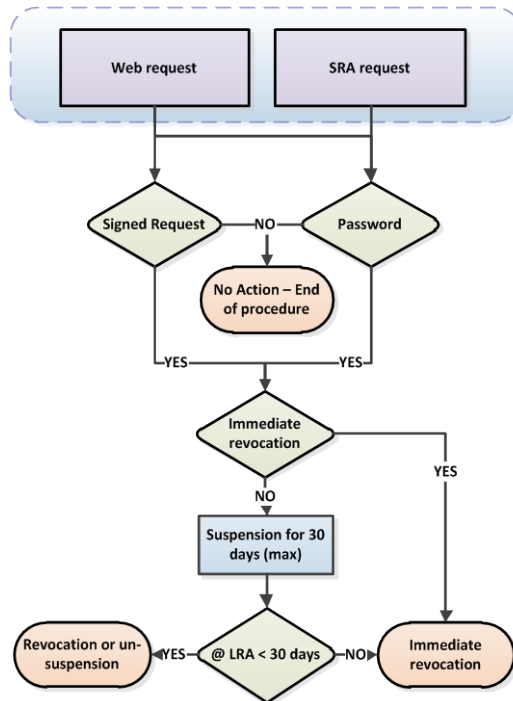 Web request
SRA request
Signed Request
NO
Password
No Action – End
of procedure
YES
YES
Immediate
revocation
YES
NO
Suspension for 30
days (max)
Revocation or un-
suspension
YES
@ LRA < 30 days
NO
Immediate
revocation